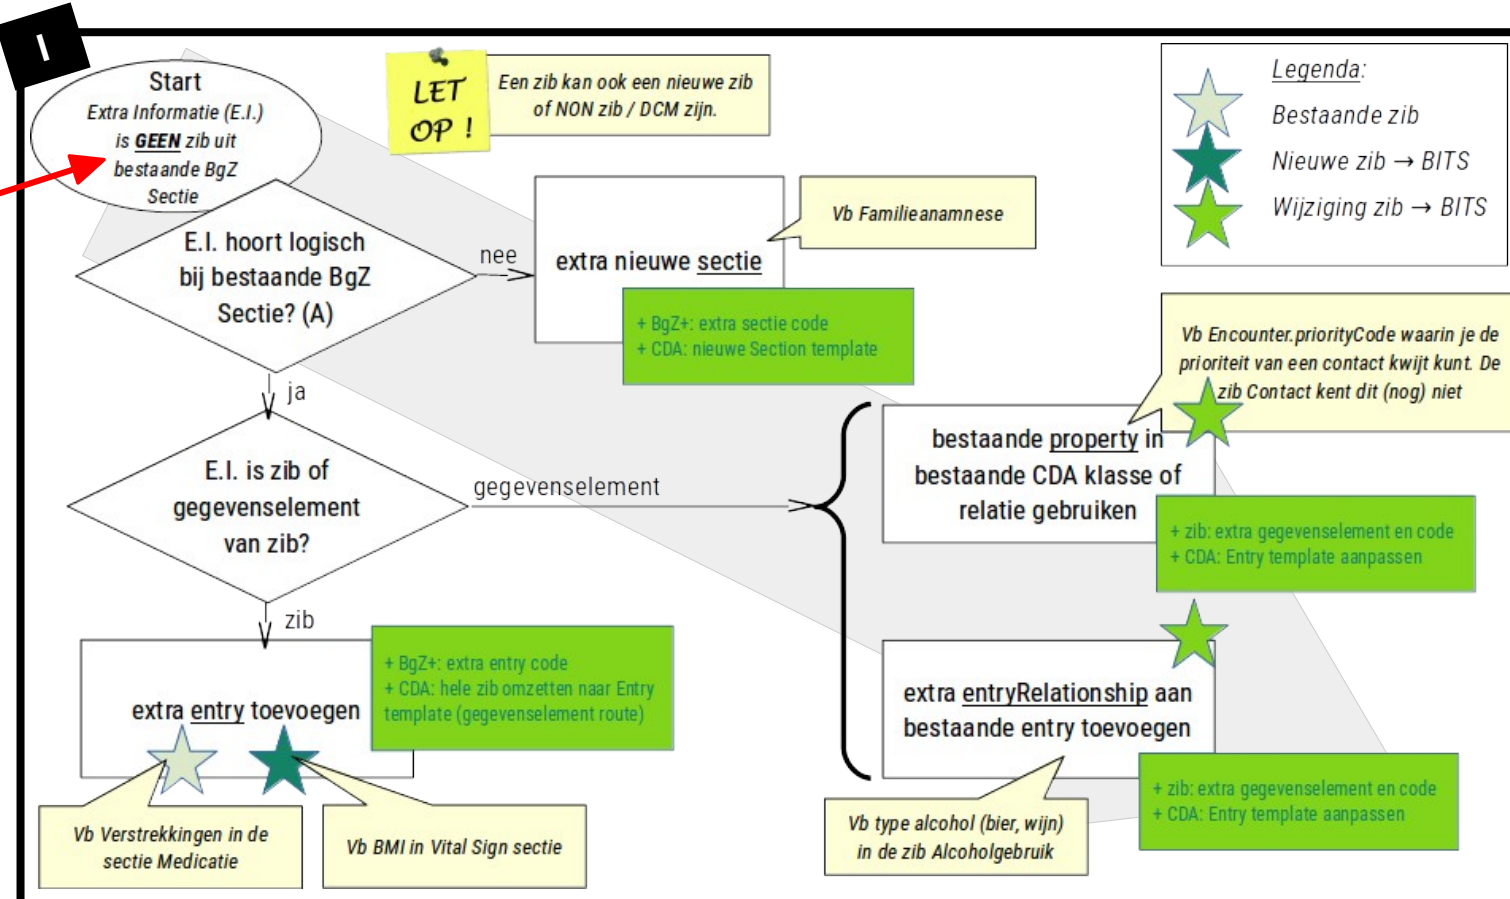 I
Start
Extra Informatie (E.I.)
is GEEN zib uit
bestaande BgZ
Sectie
LET
OP !
Een zib kan ook een nieuwe zib
of NON zib / DCM zijn.
Legenda:
Bestaande zib
Nieuwe zib → BITS
Wijziging zib → BITS
E.I. hoort logisch
bij bestaande BgZ
Sectie? (A)
nee
extra nieuwe sectie
Vb Familieanamnese
+ BgZ+: extra sectie code
+ CDA: nieuwe Section template
ja
E.I. is zib of
gegevenselement
van zib?
gegevenselement
Vb Encounter.priorityCode waarin je de
prioriteit van een contact kwijt kunt. De
zib Contact kent dit (nog) niet
bestaande property in
bestaande CDA klasse of
relatie gebruiken
+ zib: extra gegevenselement en code
+ CDA: Entry template aanpassen
zib
extra entry toevoegen
+ BgZ+: extra entry code
+ CDA: hele zib omzetten naar Entry
template (gegevenselement route)
extra entryRelationship aan
bestaande entry toevoegen
+ zib: extra gegevenselement en code
+ CDA: Entry template aanpassen
Vb Verstrekkingen in de
sectie Medicatie
Vb BMI in Vital Sign sectie
Vb type alcohol (bier, wijn)
in de zib Alcoholgebruik